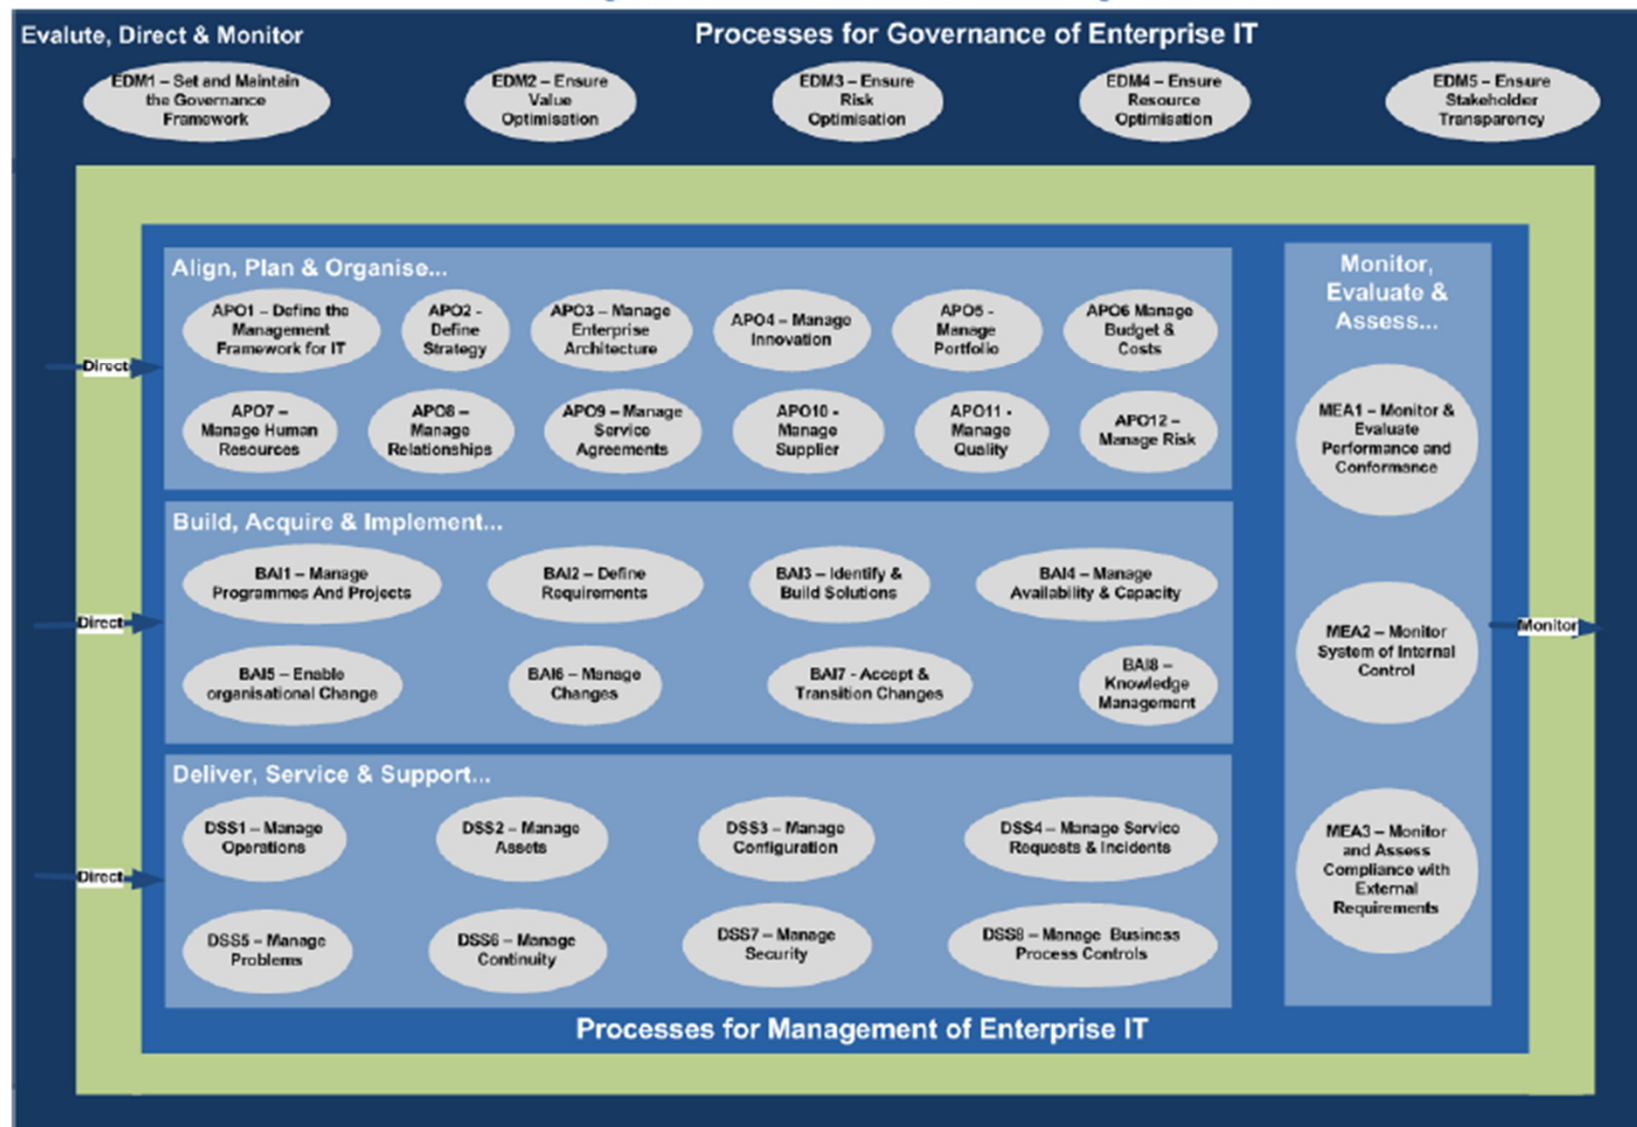 Evalute, Direct & Monitor
Processes for Governance of Enterprise IT
EDM1 – Set and Maintain
the Governance
Framework
EDM2 – Ensure
Value
Optimisation
EDM3 – Ensure
Risk
Optimisation
EDM4 – Ensure
Resource
Optimisation
EDM5 – Ensure
Stakeholder
Transparency
Align, Plan & Organise...
APO1 – Define the
Management
Framework for IT
APO2 -
Define
Strategy
APO3 – Manage
Enterprise
Architecture
APO4 – Manage
Innovation
APO5 -
Manage
Portfolio
APO6 Manage
Budget &
Costs
Direct
APO7 –
Manage Human
Resources
APO8 –
Manage
Relationships
APO9 – Manage
Service
Agreements
APO10 -
Manage
Supplier
APO11 -
Manage
Quality
APO12 –
Manage Risk
Build, Acquire & Implement...
BAI1 – Manage
Programmes And Projects
BAI2 – Define
Requirements
BAI3 – Identify &
Build Solutions
BAI4 – Manage
Availability & Capacity
Direct
BAI5 – Enable
organisational Change
BAI6 – Manage
Changes
BAI7 - Accept &
Transition Changes
BAI8 –
Knowledge
Management
Deliver, Service & Support...
DSS1 – Manage
Operations
DSS2 – Manage
Assets
DSS3 – Manage
Configuration
DSS4 – Manage Service
Requests & Incidents
Direct
DSS5 – Manage
Problems
DSS6 – Manage
Continuity
DSS7 – Manage
Security
DSS8 – Manage Business
Process Controls
Monitor,
Evaluate &
Assess...
MEA1 – Monitor &
Evaluate
Performance and
Conformance
MEA2 – Monitor
System of Internal
Control
Monitor
MEA3 – Monitor
and Assess
Compliance with
External
Requirements
Processes for Management of Enterprise IT